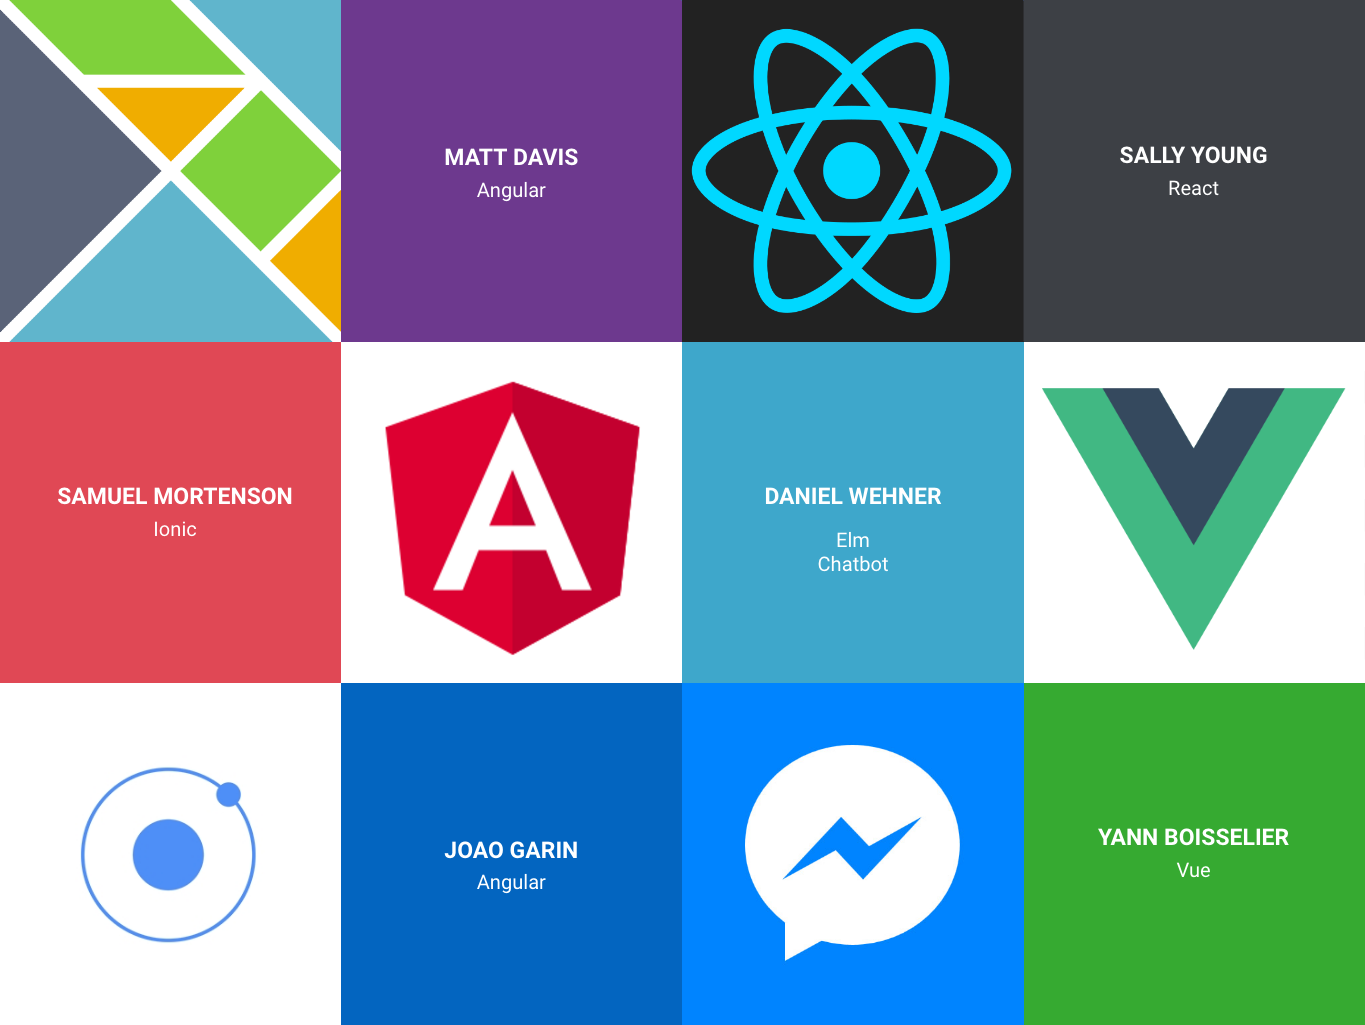 MATT DAVIS
Angular
SALLY YOUNG
React
SAMUEL MORTENSON
Ionic
DANIEL WEHNER
Elm
Chatbot
JOAO GARIN
Angular
YANN BOISSELIER
Vue